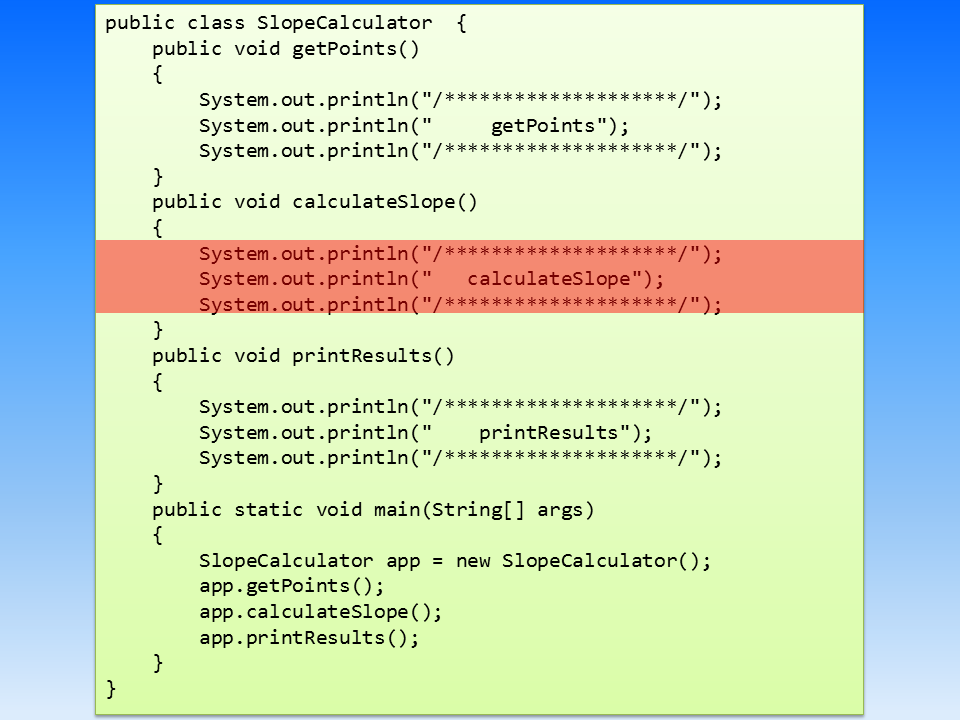 public class SlopeCalculator  {
    public void getPoints()
    {
        System.out.println("/********************/");
        System.out.println("     getPoints");
        System.out.println("/********************/");
    }
    public void calculateSlope()
    {
        System.out.println("/********************/");
        System.out.println("   calculateSlope");
        System.out.println("/********************/");
    }
    public void printResults()
    {
        System.out.println("/********************/");
        System.out.println("    printResults");
        System.out.println("/********************/");
    }
    public static void main(String[] args)
    {
        SlopeCalculator app = new SlopeCalculator();
        app.getPoints();
        app.calculateSlope();
        app.printResults();
    }
}